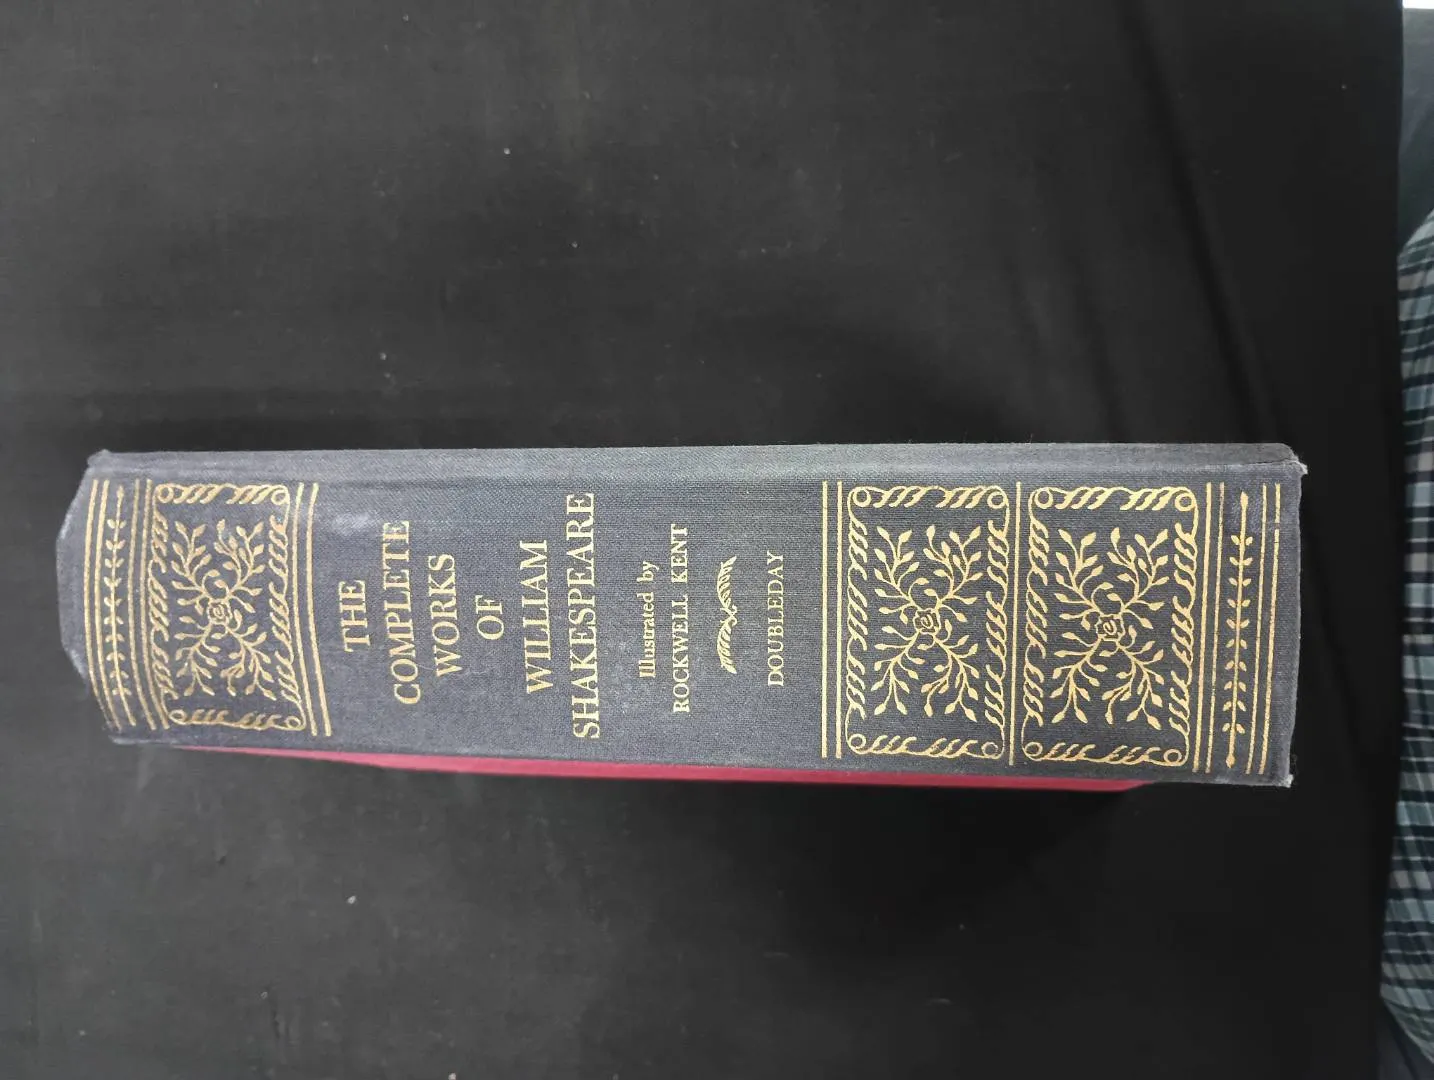 THE
COMPLETE
WORKS
OF
WILLIAM
SHAKESPEARE
Illustrated by
ROCKWELL KENT
DOUBLEDAY